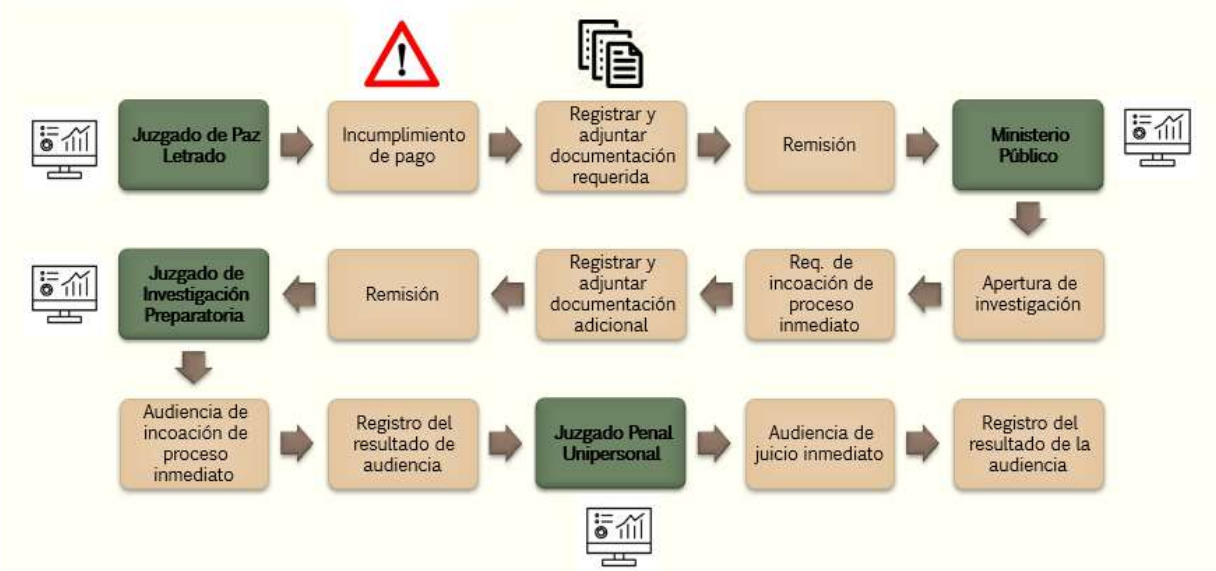 Juzgado de Paz
Letrado
Incumplimiento
de pago
Registrar y
adjuntar
documentación
requerida
Remisión
Ministerio
Público
Juzgado de
Investigación
Preparatoria
Remisión
Registrar y
adjuntar
documentación
adicional
Req. de
incoación de
proceso
inmediato
Apertura de
investigación
Audiencia de
incoación de
proceso
inmediato
Registro del
resultado de
audiencia
Juzgado Penal
Unipersonal
Audiencia de
juicio inmediato
Registro del
resultado de la
audiencia